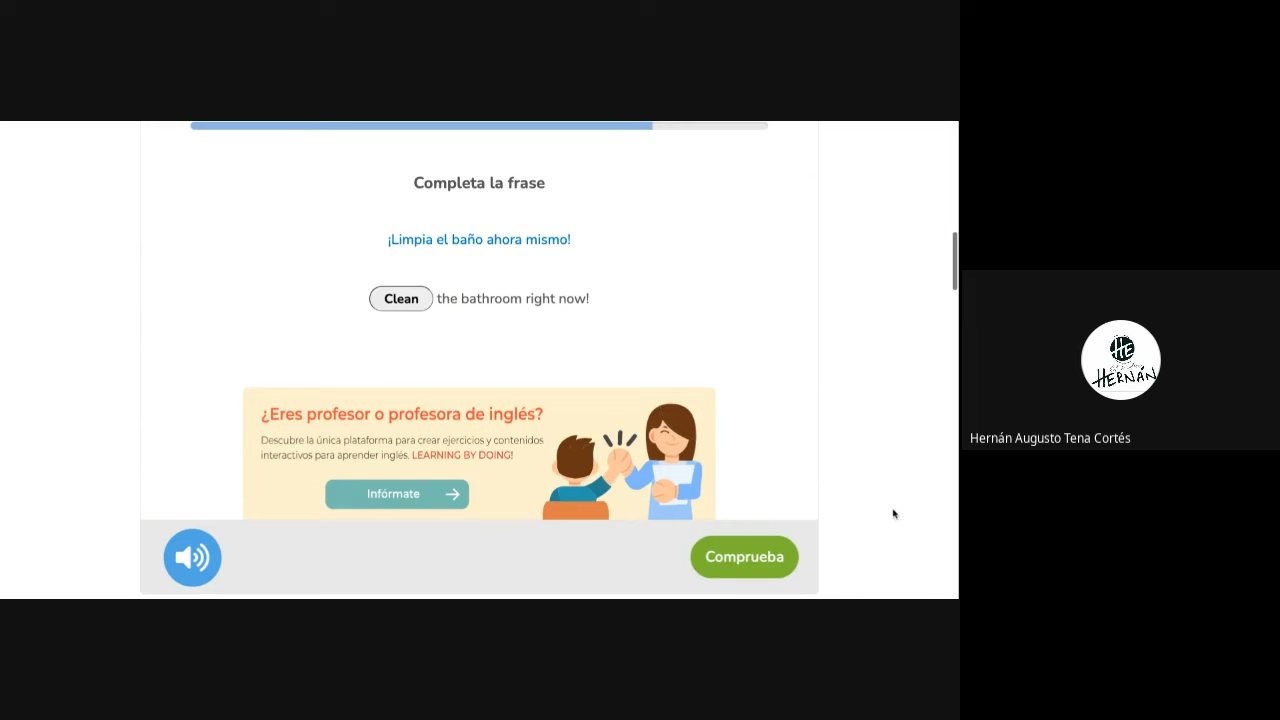 Completa la frase
¡Limpia el baño ahora mismo!
Clean the bathroom right now!
¿Eres profesor o profesora de inglés?
Descubre la única plataforma para crear ejercicios y contenidos
interactivos para aprender inglés. LEARNING BY DOING!
Infórmate
Comprueba
HE
HERNÁN
Hernán Augusto Tena Cortés